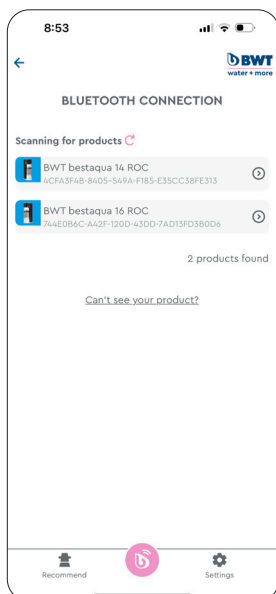 8:53
BWT
water + more
BLUETOOTH CONNECTION
Scanning for products
BWT bestaqua 14 ROC
4CFA3F4B-8405-549A-F185-E35CC38FE313
BWT bestaqua 16 ROC
744E0B6C-A42F-120D-43DD-7AD13FD3B0D6
2 products found
Can't see your product?
Recommend
Settings